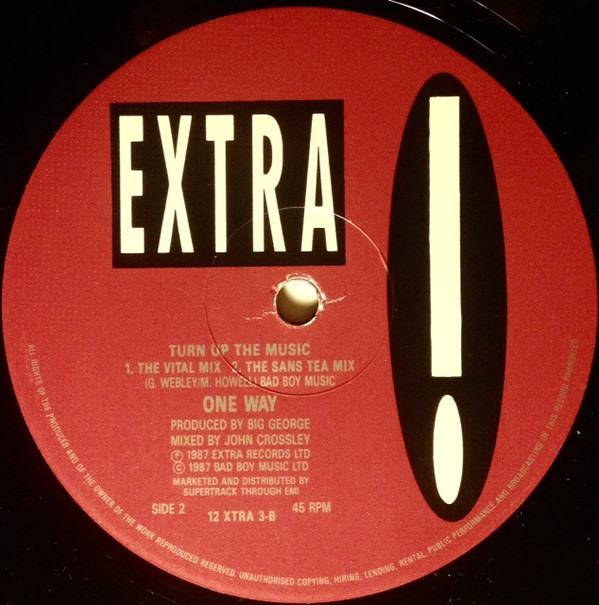 EXTRA
!
TURN UP THE MUSIC
1. THE VITAL MIX 2. THE SANS TEA MIX
(G. WEBLEY/M. HOWELL) BAD BOY MUSIC
ONE WAY
PRODUCED BY BIG GEORGE
MIXED BY JOHN CROSSLEY
℗ 1987 EXTRA RECORDS LTD
© 1987 BAD BOY MUSIC LTD
MARKETED AND DISTRIBUTED BY
SUPERTRACK THROUGH EMI
SIDE 2 45 RPM
12 XTRA 3-B
ALL RIGHTS OF THE PRODUCER AND OF THE OWNER OF THE WORK REPRODUCED RESERVED. UNAUTHORISED COPYING, HIRING, LENDING, RENTAL, PUBLIC PERFORMANCE AND BROADCASTING OF THIS RECORD PROHIBITED